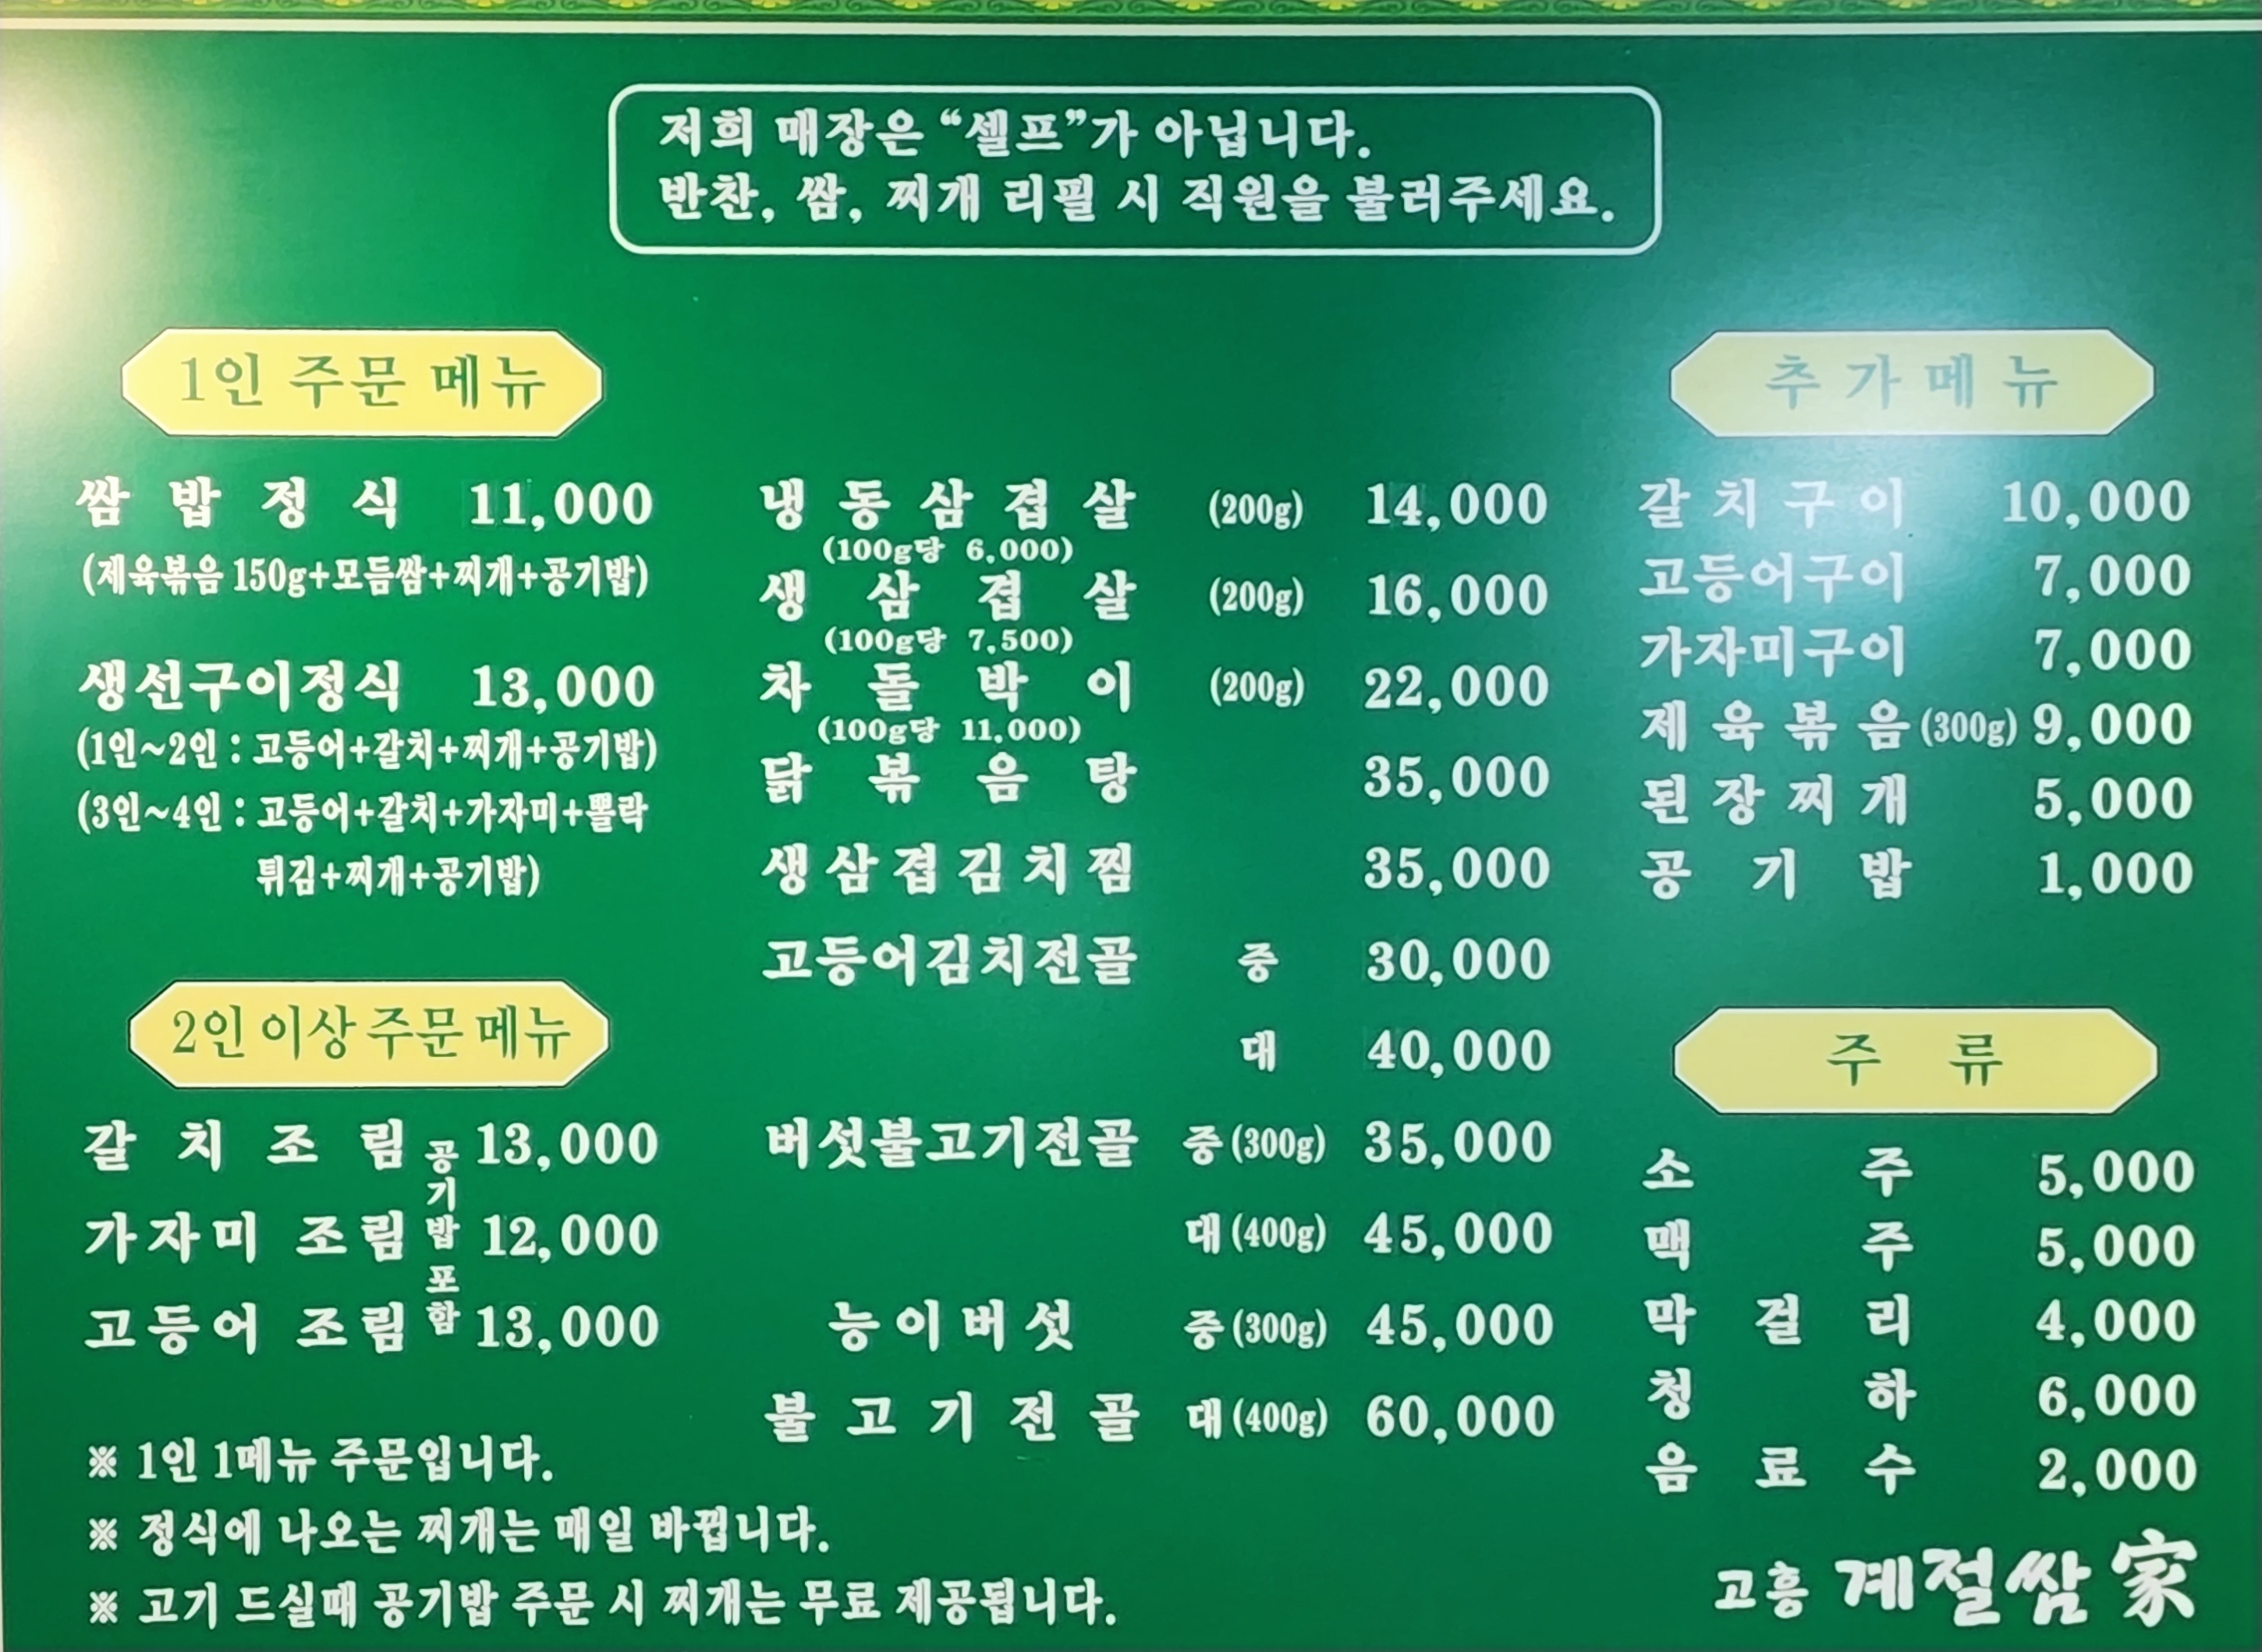 저희 매장은 “셀프”가 아닙니다.
반찬, 쌈, 찌개 리필 시 직원을 불러주세요.
1인 주문 메뉴
쌈밥정식 11,000
(제육볶음 150g+모듬쌈+찌개+공기밥)
생선구이정식 13,000
(1인~2인 : 고등어+갈치+찌개+공기밥)
(3인~4인 : 고등어+갈치+가자미+뽈락
튀김+찌개+공기밥)
2인 이상 주문 메뉴
갈치조림 13,000
가자미 조림 12,000
고등어 조림 13,000
공기밥포함
※ 1인 1메뉴 주문입니다.
※ 정식에 나오는 찌개는 매일 바뀝니다.
※ 고기 드실때 공기밥 주문 시 찌개는 무료 제공됩니다.
냉동삼겹살 (200g) 14,000
(100g당 6,000)
생삼겹살 (200g) 16,000
(100g당 7,500)
차돌박이 (200g) 22,000
(100g당 11,000)
닭볶음탕 35,000
생삼겹김치찜 35,000
고등어김치전골 중 30,000
대 40,000
버섯불고기전골 중(300g) 35,000
대(400g) 45,000
능이버섯 중(300g) 45,000
불고기전골 대(400g) 60,000
추가메뉴
갈치구이 10,000
고등어구이 7,000
가자미구이 7,000
제육볶음(300g) 9,000
된장찌개 5,000
공기밥 1,000
주류
소주 5,000
맥주 5,000
막걸리 4,000
청하 6,000
음료수 2,000
고흥 계절쌈家